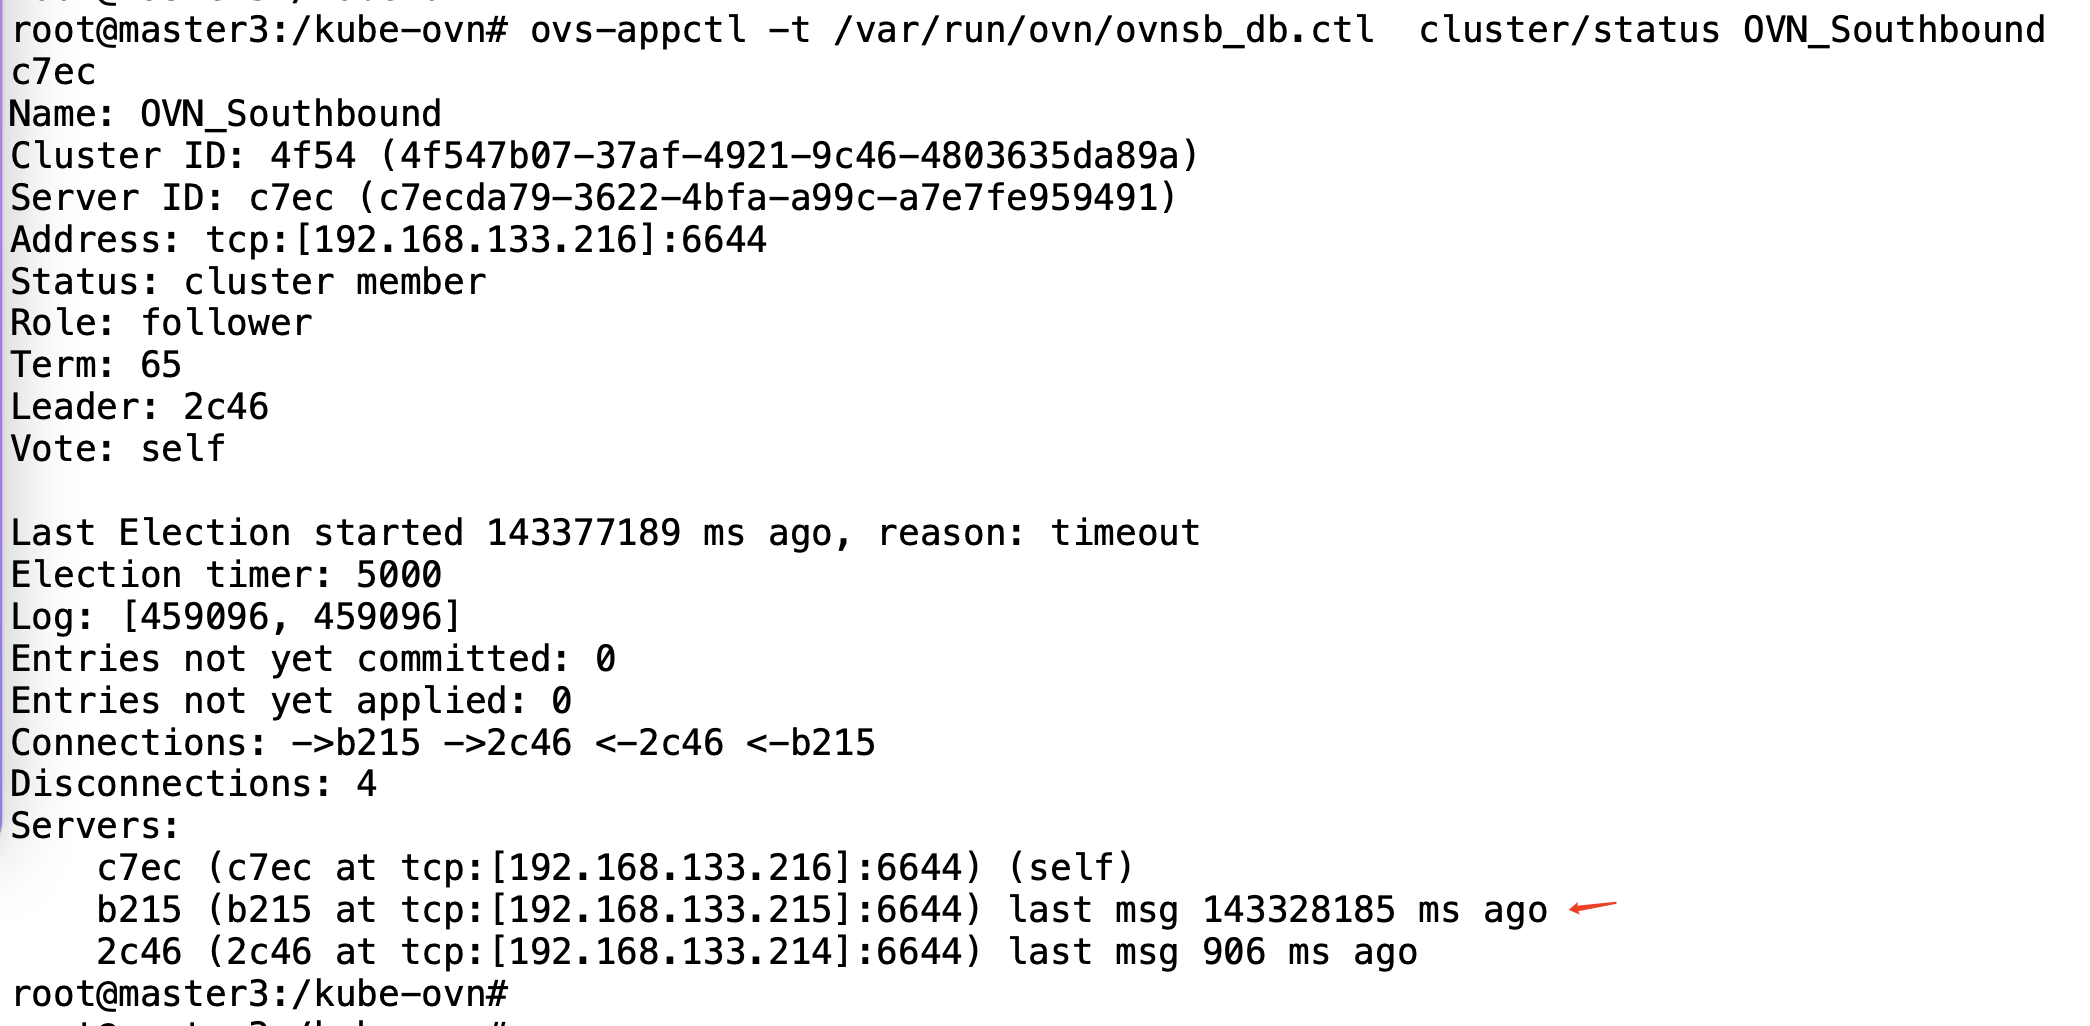 root@master3:/kube-ovn# ovs-appctl -t /var/run/ovn/ovnsb_db.ctl  cluster/status OVN_Southbound
c7ec
Name: OVN_Southbound
Cluster ID: 4f54 (4f547b07-37af-4921-9c46-4803635da89a)
Server ID: c7ec (c7ecda79-3622-4bfa-a99c-a7e7fe959491)
Address: tcp:[192.168.133.216]:6644
Status: cluster member
Role: follower
Term: 65
Leader: 2c46
Vote: self

Last Election started 143377189 ms ago, reason: timeout
Election timer: 5000
Log: [459096, 459096]
Entries not yet committed: 0
Entries not yet applied: 0
Connections: ->b215 ->2c46 <-2c46 <-b215
Disconnections: 4
Servers:
    c7ec (c7ec at tcp:[192.168.133.216]:6644) (self)
    b215 (b215 at tcp:[192.168.133.215]:6644) last msg 143328185 ms ago
    2c46 (2c46 at tcp:[192.168.133.214]:6644) last msg 906 ms ago
root@master3:/kube-ovn#